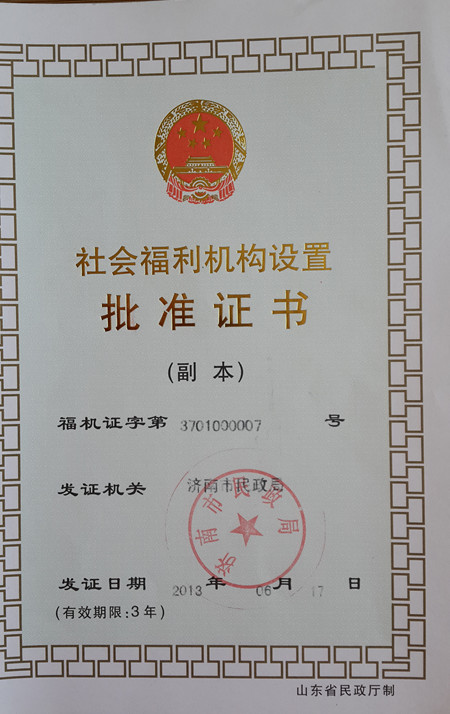 社会福利机构设置
批准证书
(副 本)
福机证字第 3701000007 号
发证机关 济南市民政局
济南市民政局
发证日期 2013 年 06 月 17 日
(有效期限:3年)
山东省民政厅制